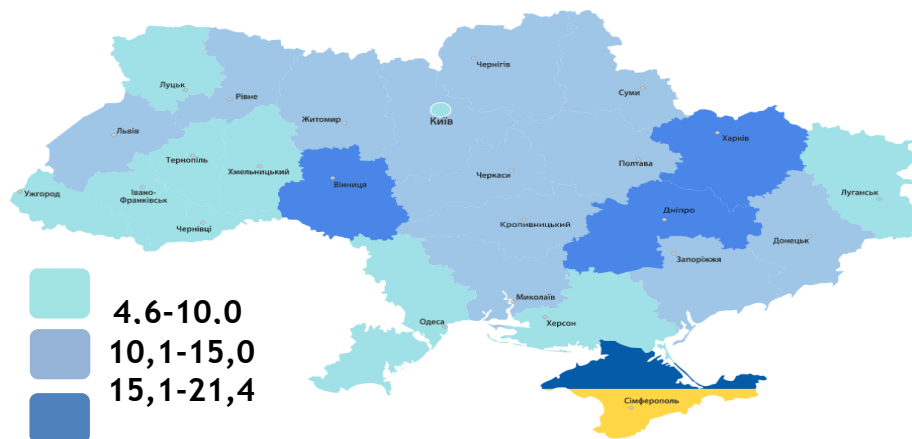 Чернігів
Луцьк
Рівне
Суми
Житомир
Київ
Львів
Харків
Тернопіль
Хмельницький
Полтава
Ужгород
Івано-
Франківськ
Вінниця
Черкаси
Луганськ
Чернівці
Кропивницький
Дніпро
Донецьк
Запоріжжя
Миколаїв
Одеса
Херсон
Сімферополь
4,6-10,0
10,1-15,0
15,1-21,4